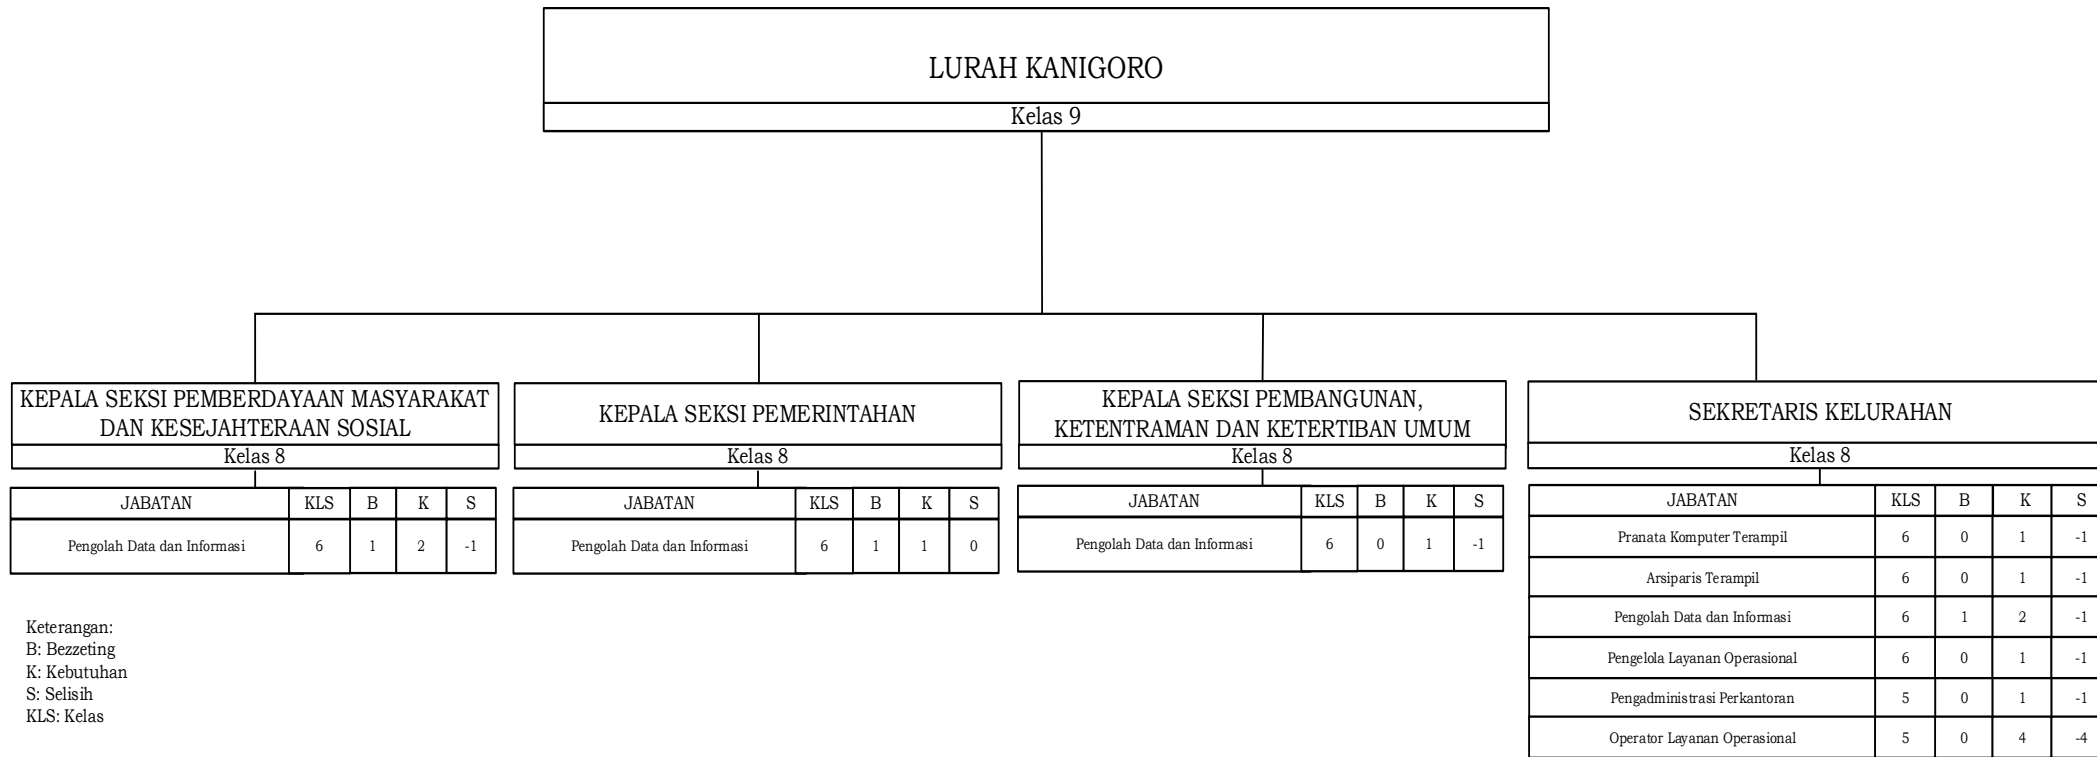 LURAH KANIGORO
Kelas 9
KEPALA SEKSI PEMBERDAYAAN MASYARAKAT
DAN KESEJAHTERAAN SOSIAL
Kelas 8
JABATAN KLS B K S
Pengolah Data dan Informasi 6 1 2 -1
KEPALA SEKSI PEMERINTAHAN
Kelas 8
JABATAN KLS B K S
Pengolah Data dan Informasi 6 1 1 0
KEPALA SEKSI PEMBANGUNAN,
KETENTRAMAN DAN KETERTIBAN UMUM
Kelas 8
JABATAN KLS B K S
Pengolah Data dan Informasi 6 0 1 -1
SEKRETARIS KELURAHAN
Kelas 8
JABATAN KLS B K S
Pranata Komputer Terampil 6 0 1 -1
Arsiparis Terampil 6 0 1 -1
Pengolah Data dan Informasi 6 1 2 -1
Pengelola Layanan Operasional 6 0 1 -1
Pengadministrasi Perkantoran 5 0 1 -1
Operator Layanan Operasional 5 0 4 -4
Keterangan:
B: Bezzeting
K: Kebutuhan
S: Selisih
KLS: Kelas